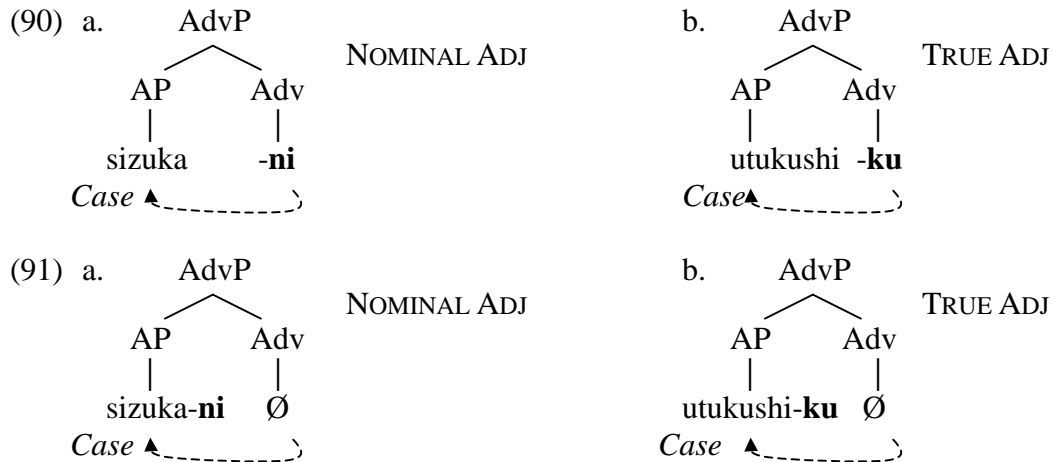 (90) a. AdvP b. AdvP
NOMINAL ADJ TRUE ADJ
AP Adv AP Adv
sizuka -ni utukushi -ku
Case Case
(91) a. AdvP b. AdvP
NOMINAL ADJ TRUE ADJ
AP Adv AP Adv
sizuka-ni Ø utukushi-ku Ø
Case Case